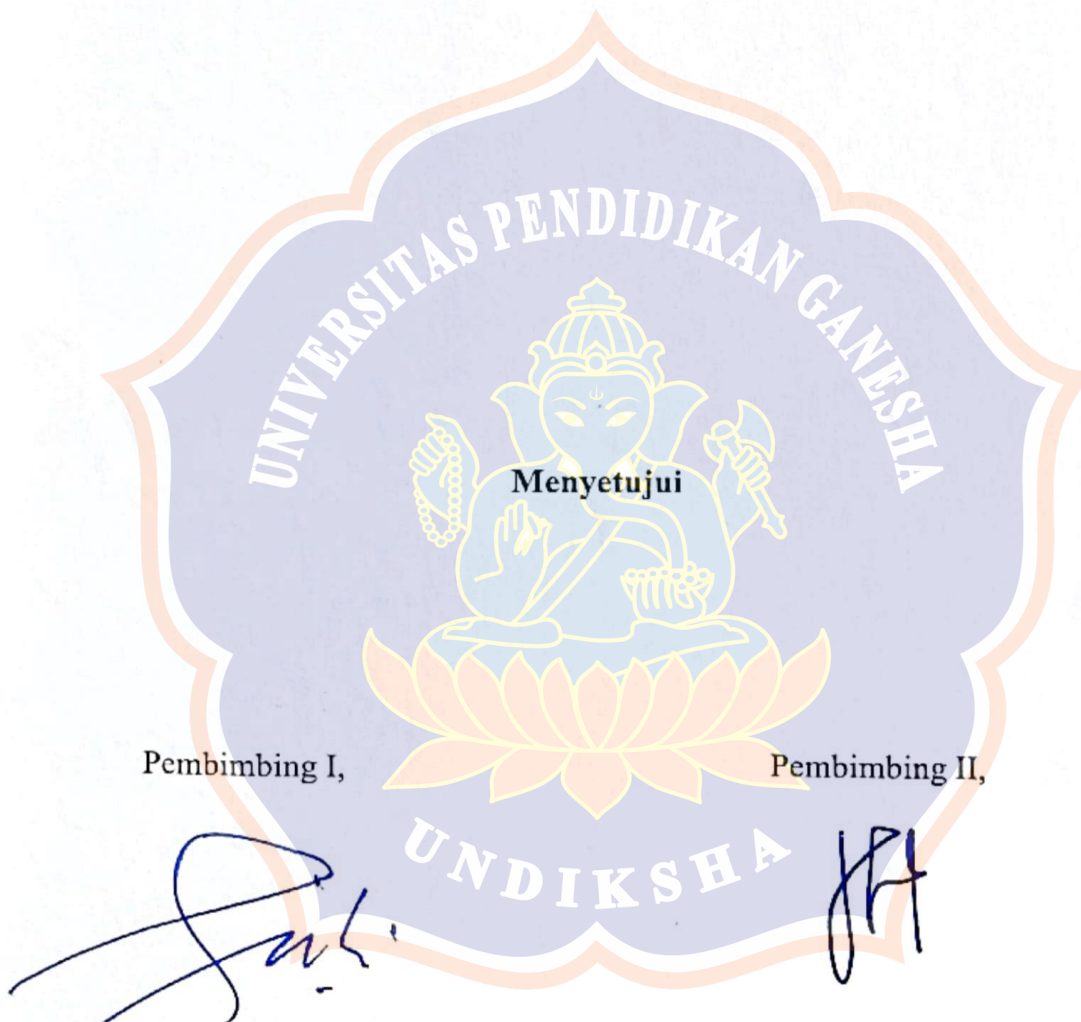 UNIVERSITAS PENDIDIKAN GANESHA
Menyetujui
Pembimbing I,
Pembimbing II,
UNDIKSHA